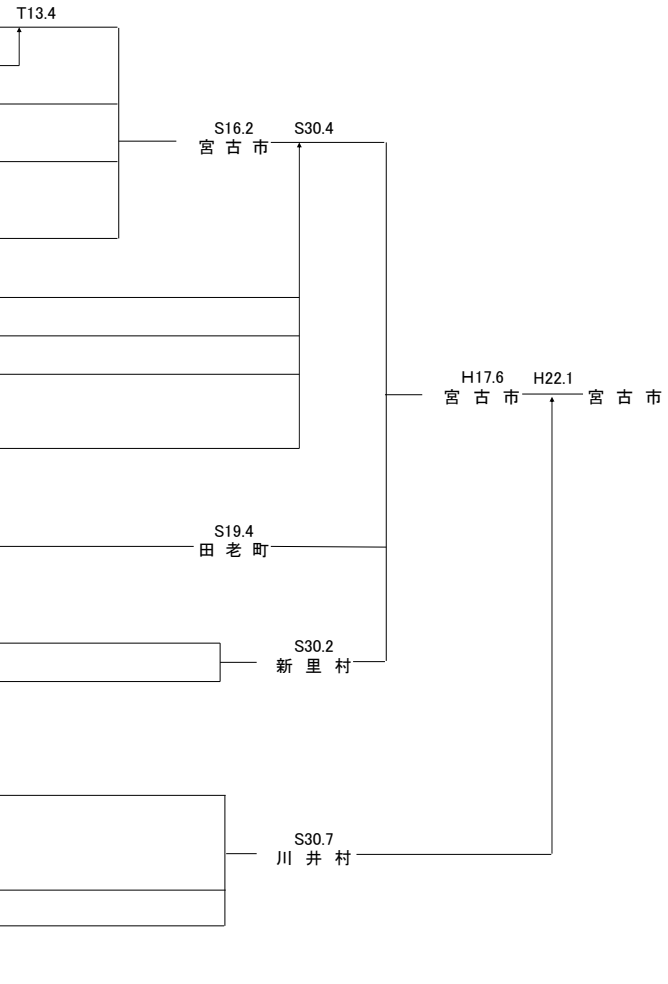 T13.4
S16.2 S30.4
宮 古 市
H17.6 H22.1
宮 古 市 宮 古 市
S19.4
田 老 町
S30.2
新 里 村
S30.7
川 井 村